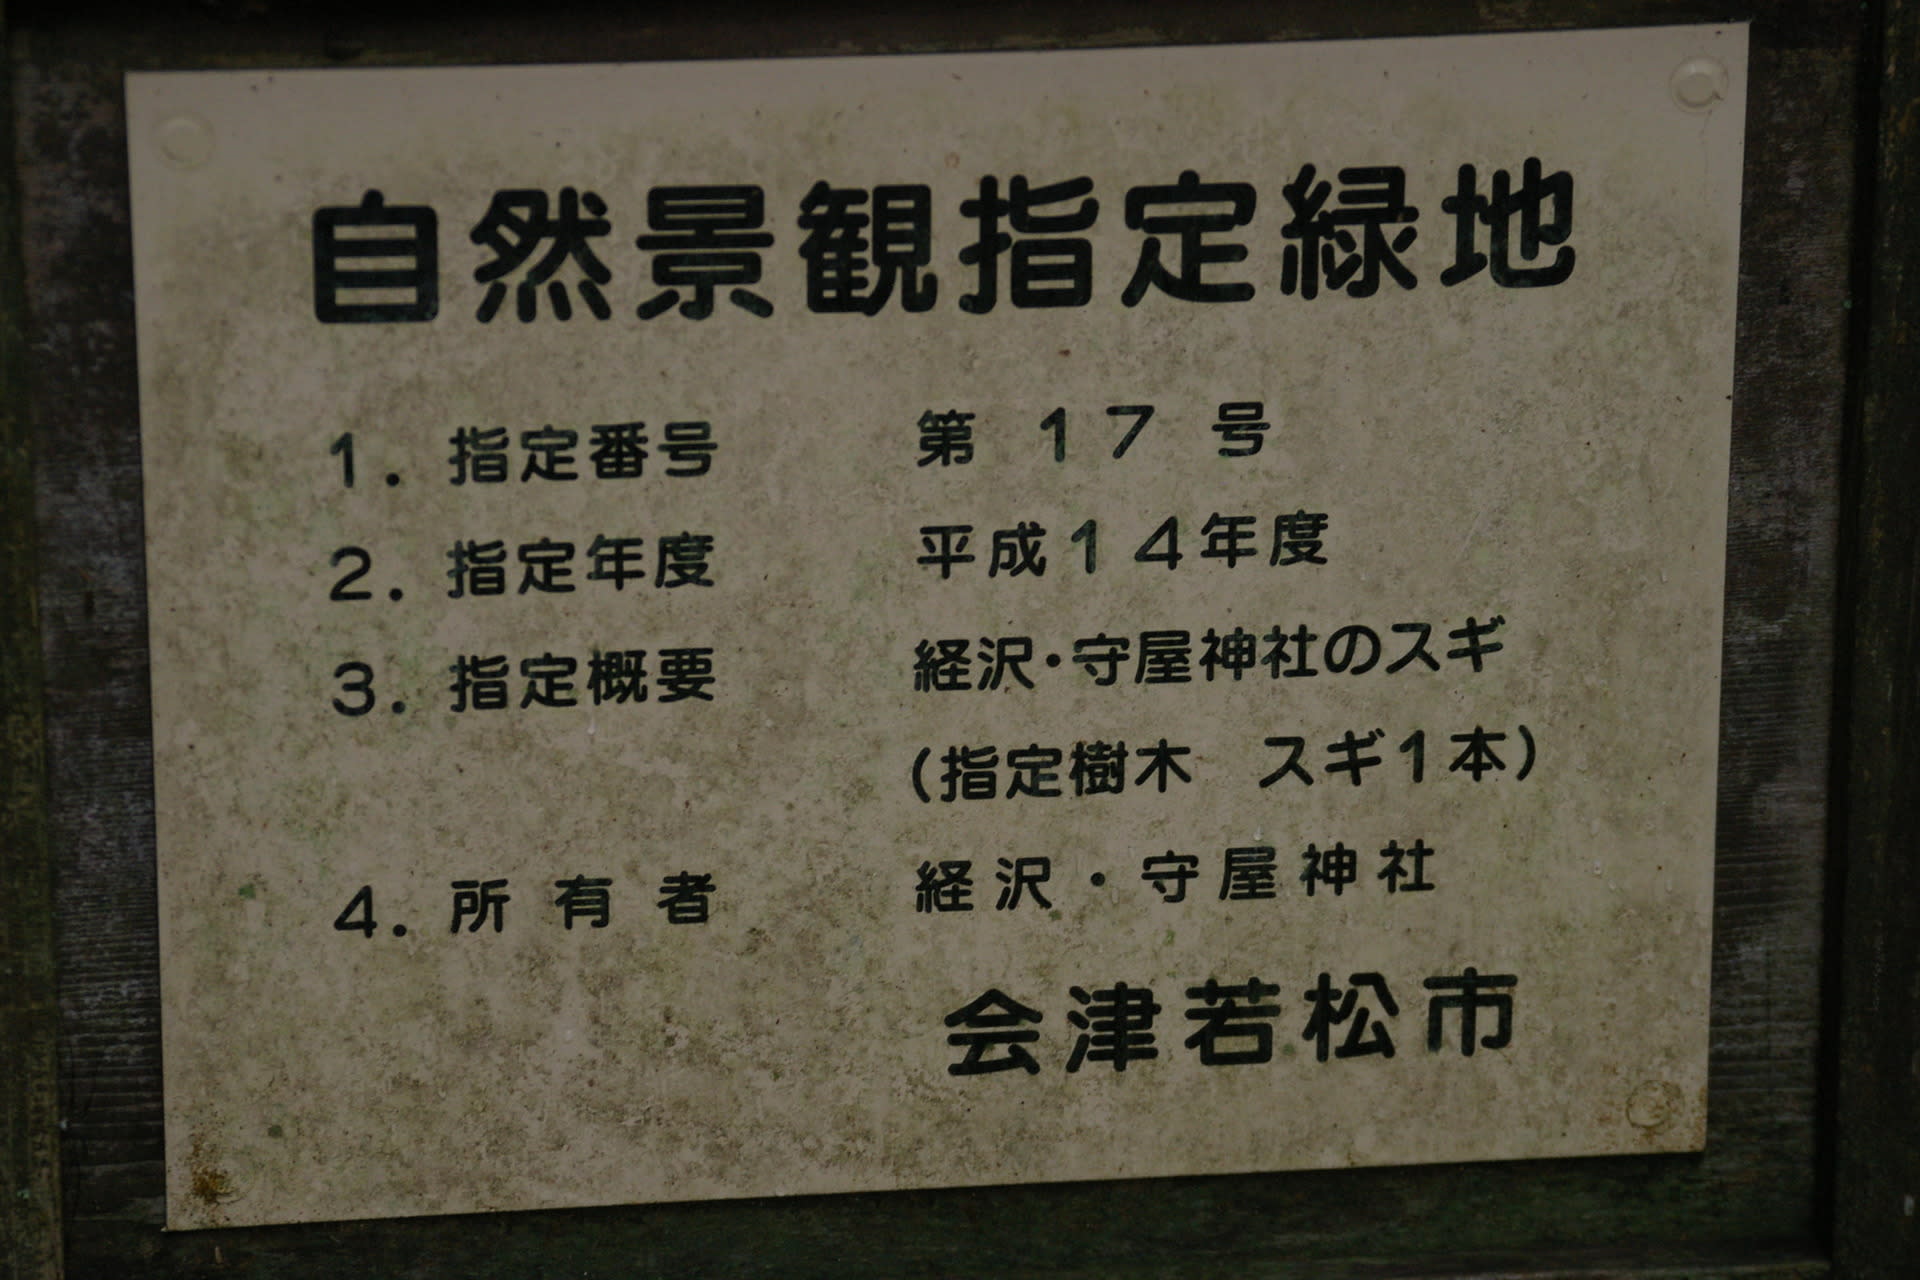 自然景観指定緑地
1. 指定番号 第 17 号
2. 指定年度 平成14年度
3. 指定概要 経沢・守屋神社のスギ
(指定樹木 スギ1本)
4. 所有者 経沢・守屋神社
会津若松市